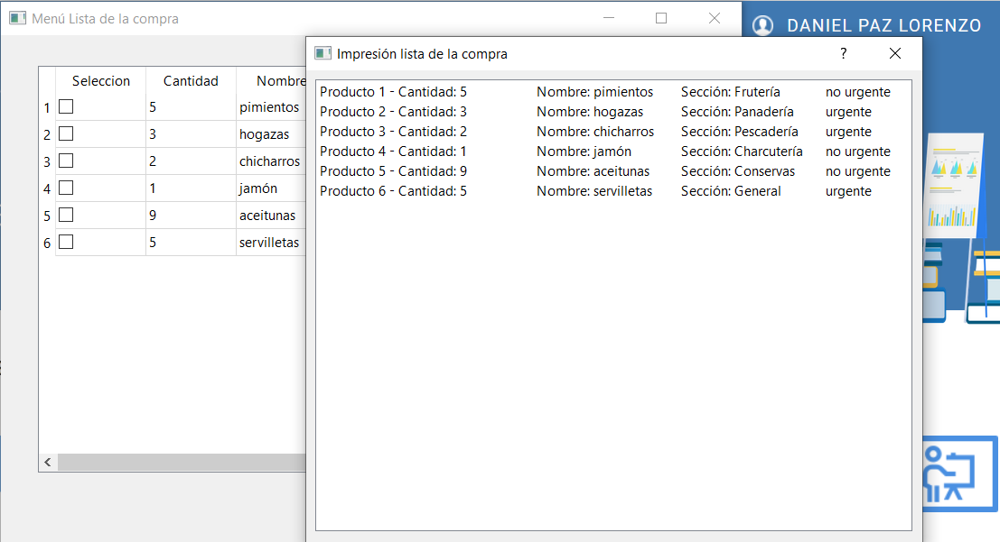 Menú Lista de la compra
DANIEL PAZ LORENZO
Impresión lista de la compra
?
Seleccion Cantidad Nombre
1 5 pimientos
2 3 hogazas
3 2 chicharros
4 1 jamón
5 9 aceitunas
6 5 servilletas
Producto 1 - Cantidad: 5 Nombre: pimientos Sección: Frutería no urgente
Producto 2 - Cantidad: 3 Nombre: hogazas Sección: Panadería urgente
Producto 3 - Cantidad: 2 Nombre: chicharros Sección: Pescadería urgente
Producto 4 - Cantidad: 1 Nombre: jamón Sección: Charcutería no urgente
Producto 5 - Cantidad: 9 Nombre: aceitunas Sección: Conservas no urgente
Producto 6 - Cantidad: 5 Nombre: servilletas Sección: General urgente